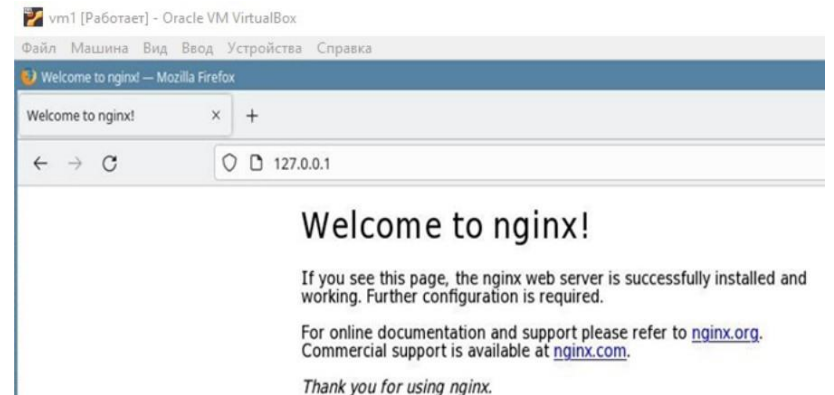 vm1 [Работает] - Oracle VM VirtualBox
Файл Машина Вид Ввод Устройства Справка
Welcome to nginx! — Mozilla Firefox
Welcome to nginx! × +
127.0.0.1
Welcome to nginx!
If you see this page, the nginx web server is successfully installed and
working. Further configuration is required.
For online documentation and support please refer to nginx.org.
Commercial support is available at nginx.com.
Thank you for using nginx.